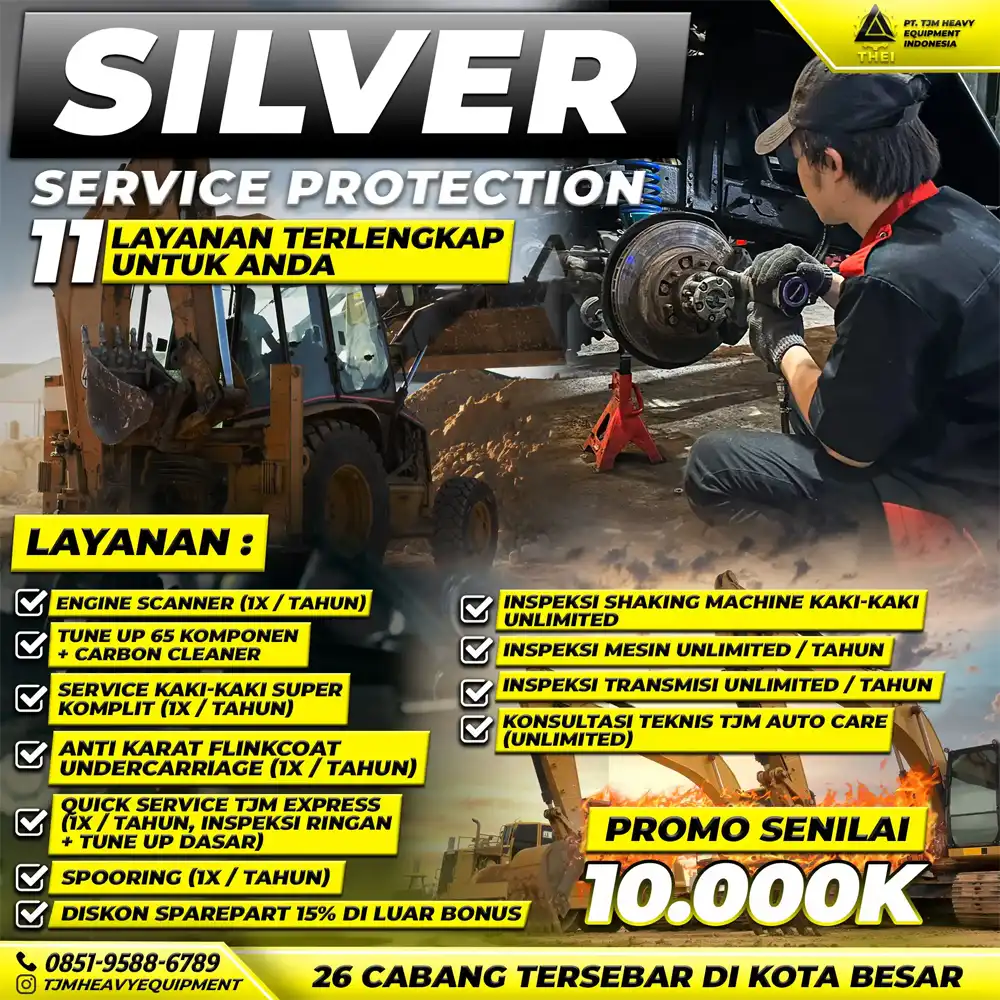 SILVER
SERVICE PROTECTION
11 LAYANAN TERLENGKAP
UNTUK ANDA
THEI
PT. TJM HEAVY
EQUIPMENT
INDONESIA
LAYANAN :
ENGINE SCANNER (1X / TAHUN)
TUNE UP 65 KOMPONEN
+ CARBON CLEANER
SERVICE KAKI-KAKI SUPER
KOMPLIT (1X / TAHUN)
ANTI KARAT FLINKCOAT
UNDERCARRIAGE (1X / TAHUN)
QUICK SERVICE TJM EXPRESS
(1X / TAHUN, INSPEKSI RINGAN
+ TUNE UP DASAR)
SPOORING (1X / TAHUN)
DISKON SPAREPART 15% DI LUAR BONUS
INSPEKSI SHAKING MACHINE KAKI-KAKI
UNLIMITED
INSPEKSI MESIN UNLIMITED / TAHUN
INSPEKSI TRANSMISI UNLIMITED / TAHUN
KONSULTASI TEKNIS TJM AUTO CARE
(UNLIMITED)
PROMO SENILAI
10.000K
0851-9588-6789
TJMHEAVYEQUIPMENT
26 CABANG TERSEBAR DI KOTA BESAR